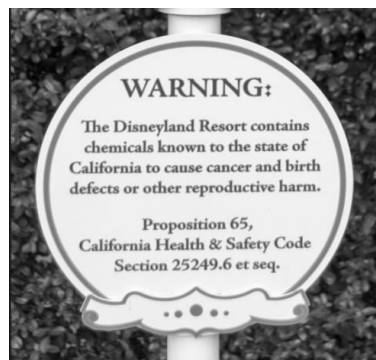 WARNING:
The Disneyland Resort contains
chemicals known to the state of
California to cause cancer and birth
defects or other reproductive harm.
Proposition 65,
California Health & Safety Code
Section 25249.6 et seq.